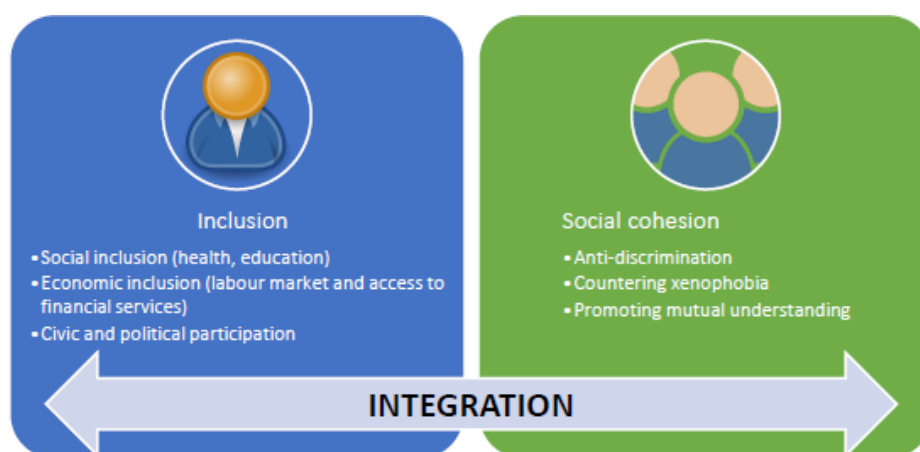 Inclusion
•Social inclusion (health, education)
•Economic inclusion (labour market and access to
financial services)
•Civic and political participation
Social cohesion
•Anti-discrimination
•Countering xenophobia
•Promoting mutual understanding
INTEGRATION